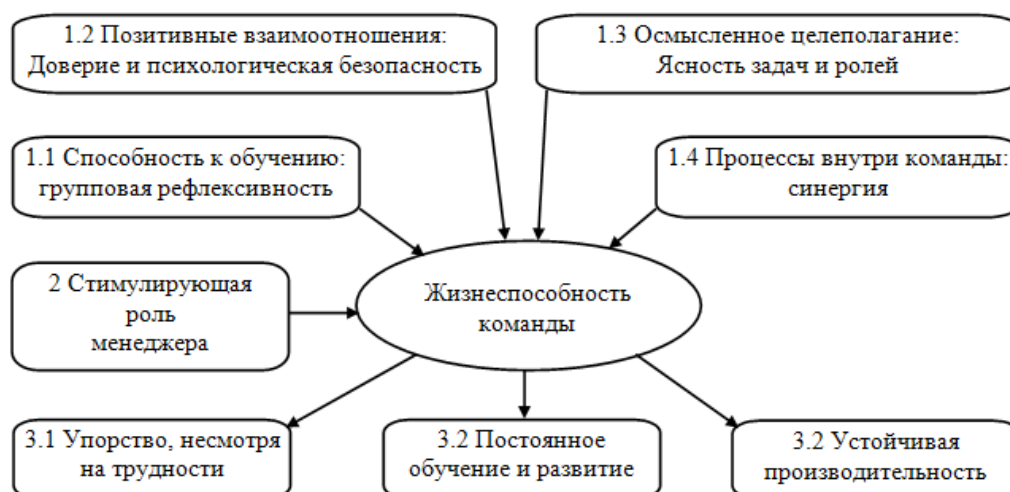 1.2 Позитивные взаимоотношения:
Доверие и психологическая безопасность
1.3 Осмысленное целеполагание:
Ясность задач и ролей
1.1 Способность к обучению:
групповая рефлексивность
1.4 Процессы внутри команды:
синергия
2 Стимулирующая
роль
менеджера
Жизнеспособность
команды
3.1 Упорство, несмотря
на трудности
3.2 Постоянное
обучение и развитие
3.2 Устойчивая
производительность